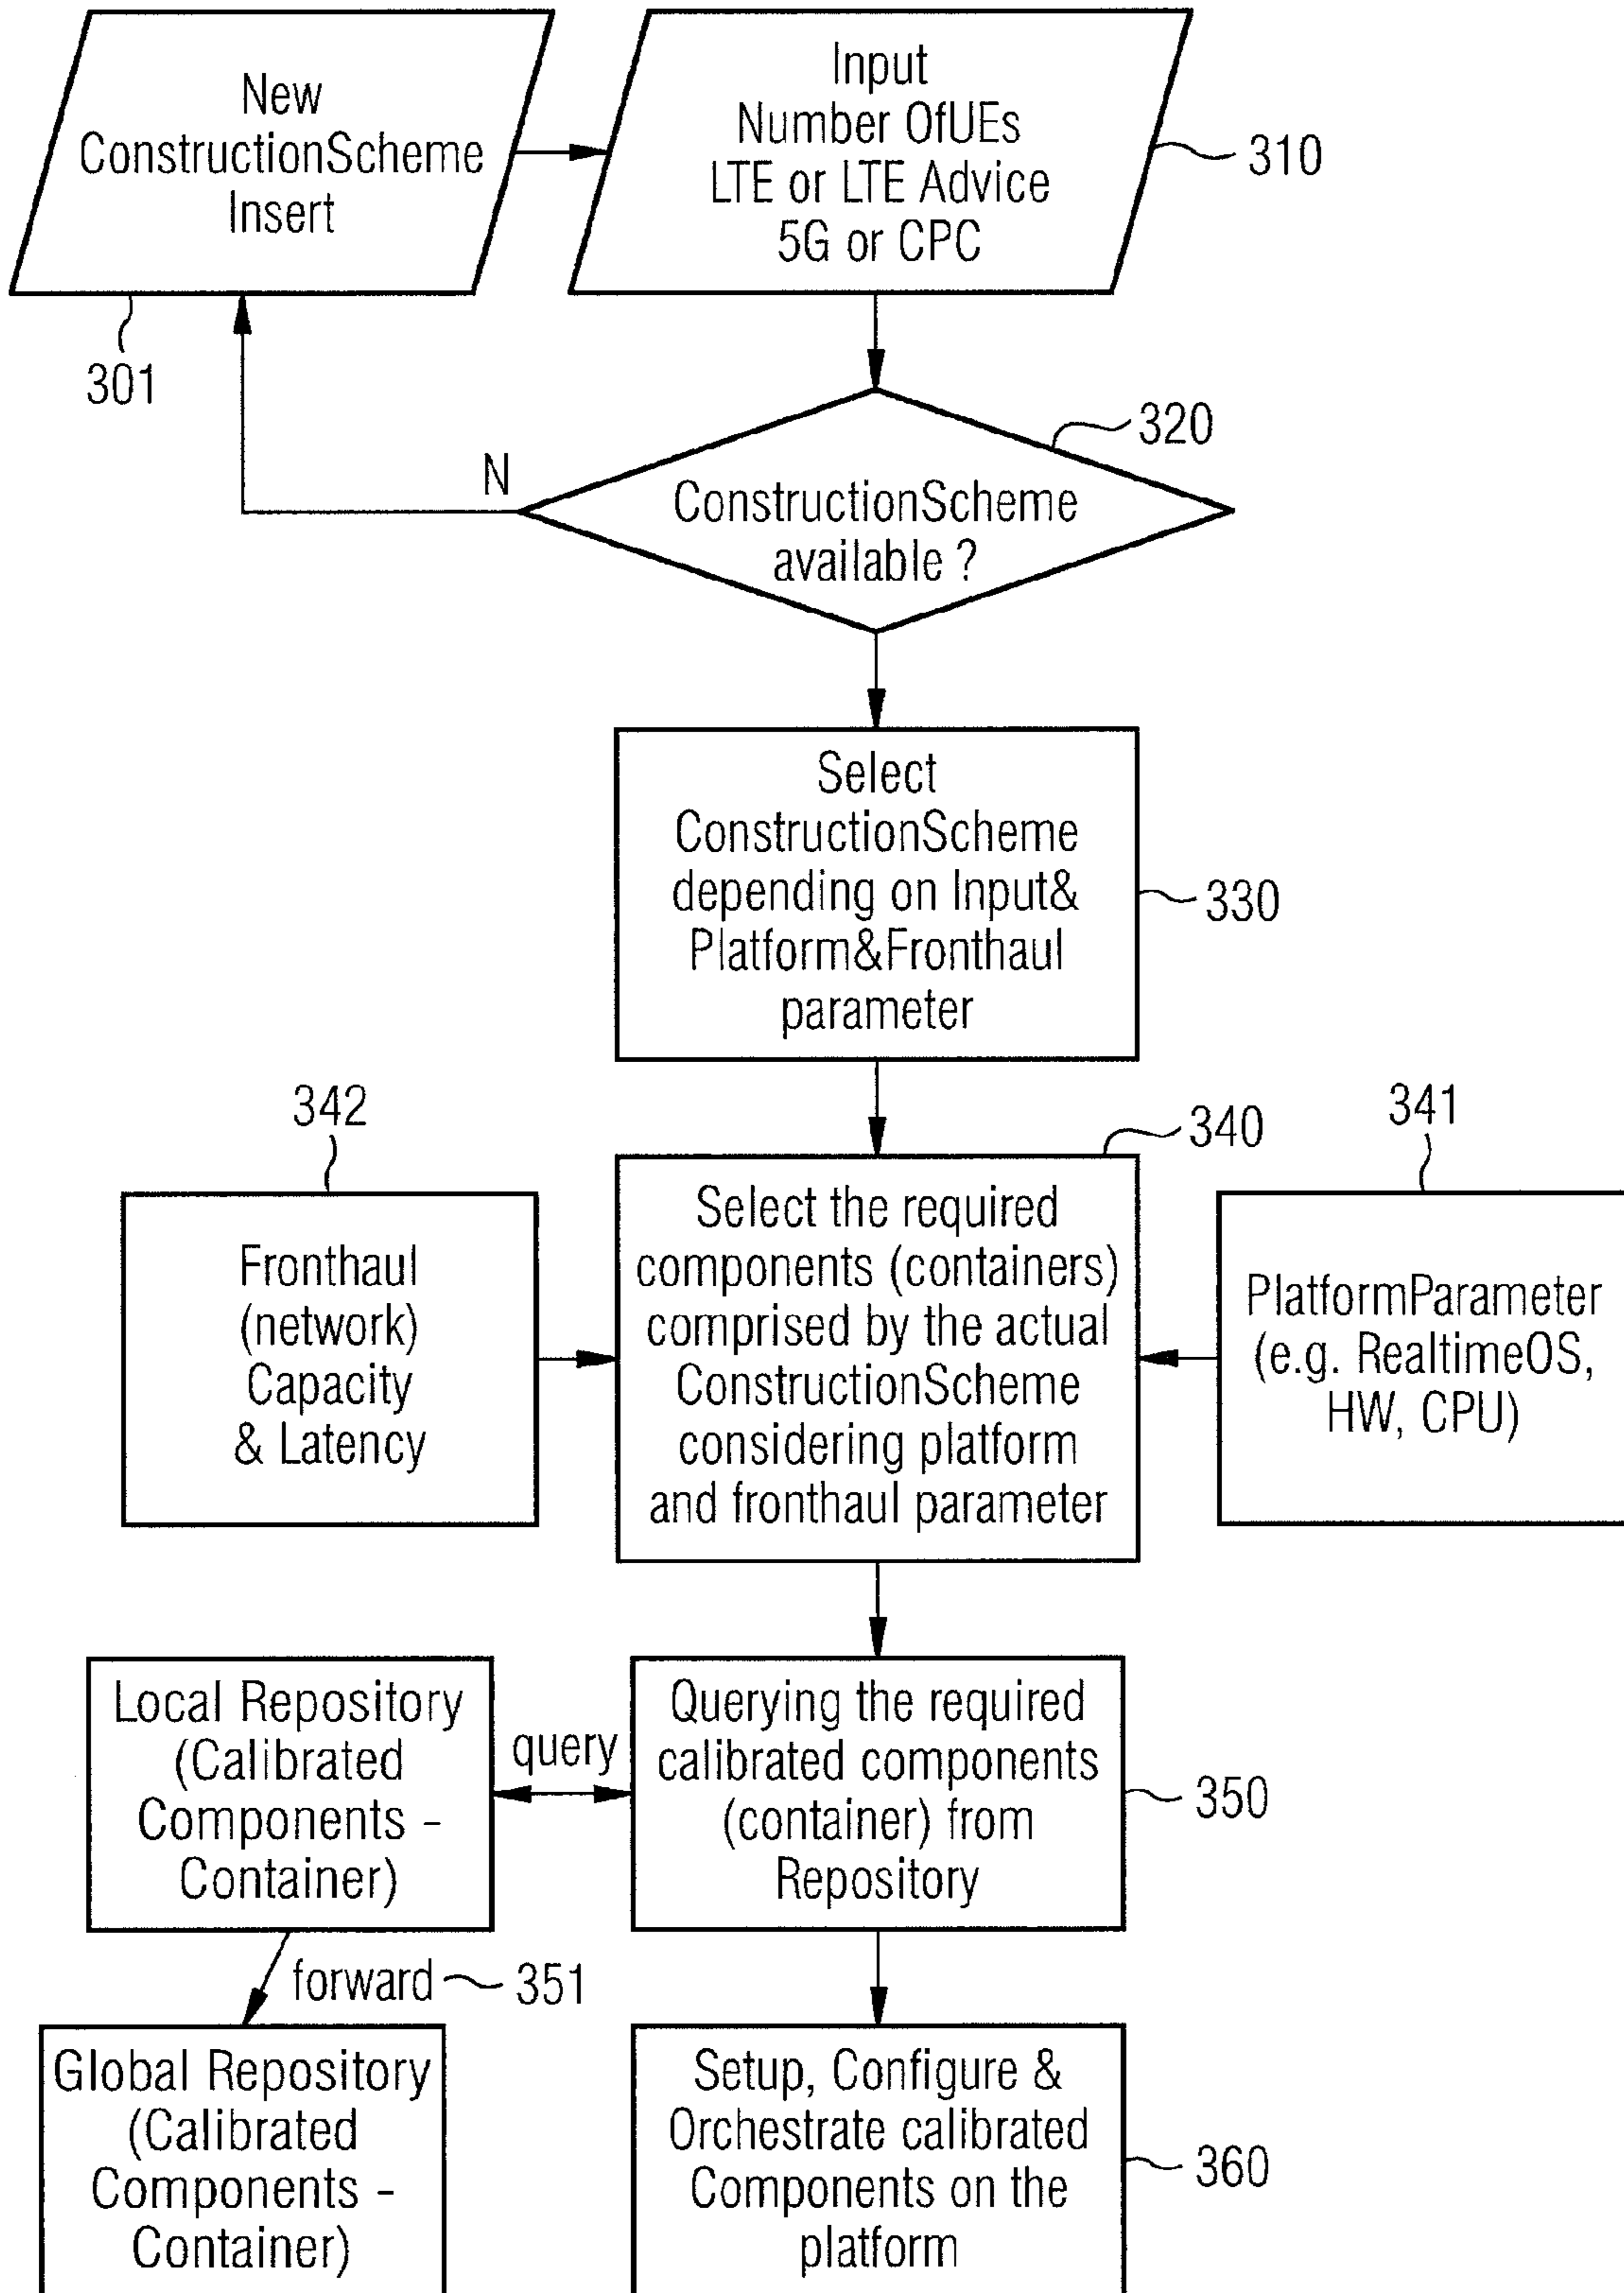 New
ConstructionScheme
Insert
301
Input
Number OfUEs
LTE or LTE Advice
5G or CPC
310
N
ConstructionScheme
available ?
320
Select
ConstructionScheme
depending on Input&
Platform&Fronthaul
parameter
330
342
Fronthaul
(network)
Capacity
& Latency
340
Select the required
components (containers)
comprised by the actual
ConstructionScheme
considering platform
and fronthaul parameter
341
PlatformParameter
(e.g. RealtimeOS,
HW, CPU)
Local Repository
(Calibrated
Components -
Container)
query
Querying the required
calibrated components
(container) from
Repository
350
forward
351
Global Repository
(Calibrated
Components -
Container)
Setup, Configure &
Orchestrate calibrated
Components on the
platform
360